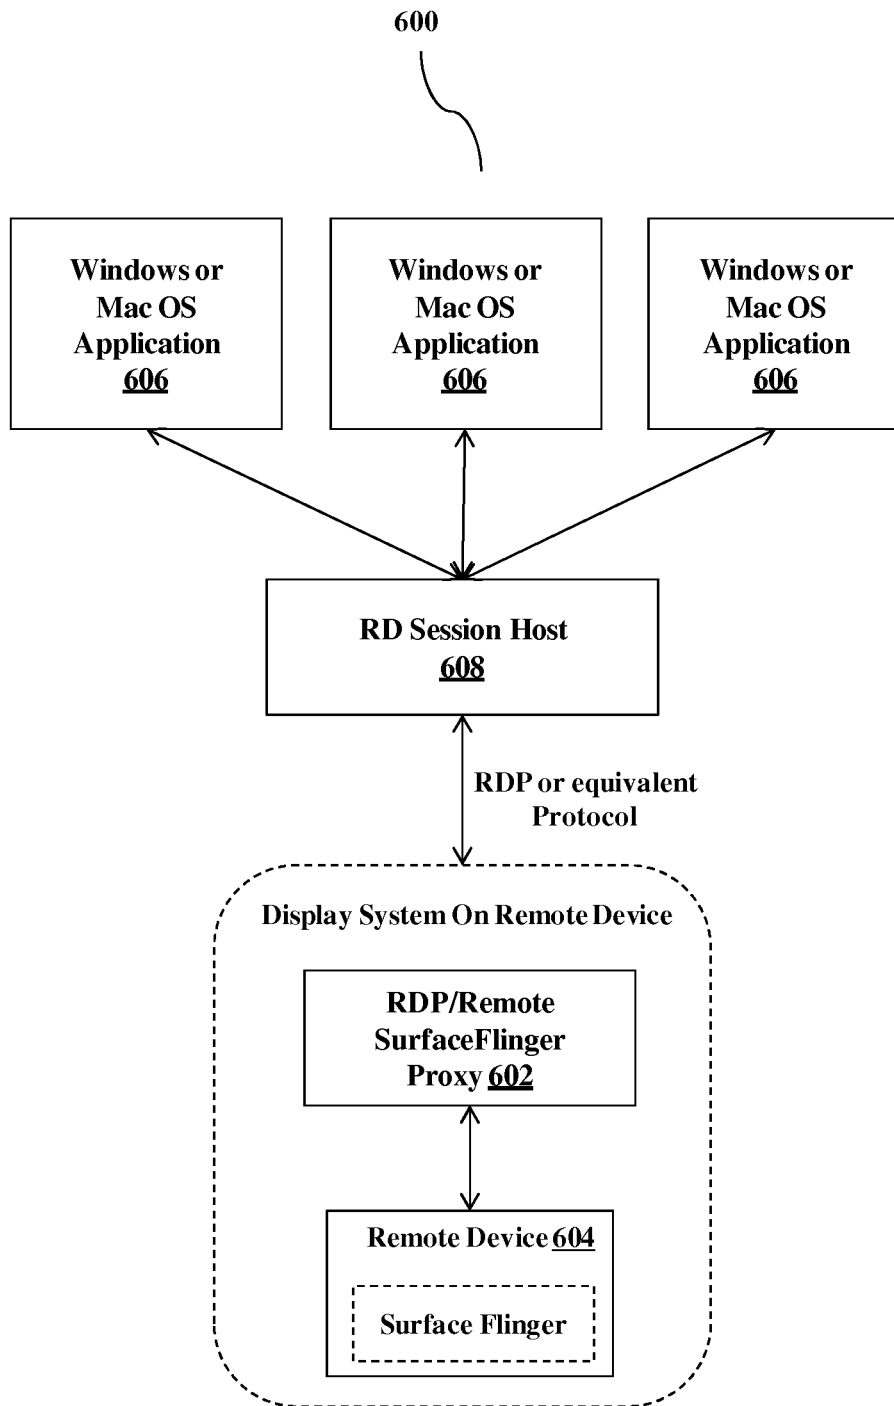 600
Windows or
Mac OS
Application
606
Windows or
Mac OS
Application
606
Windows or
Mac OS
Application
606
RD Session Host
608
RDP or equivalent
Protocol
Display System On Remote Device
RDP/Remote
SurfaceFlinger
Proxy 602
Remote Device 604
Surface Flinger